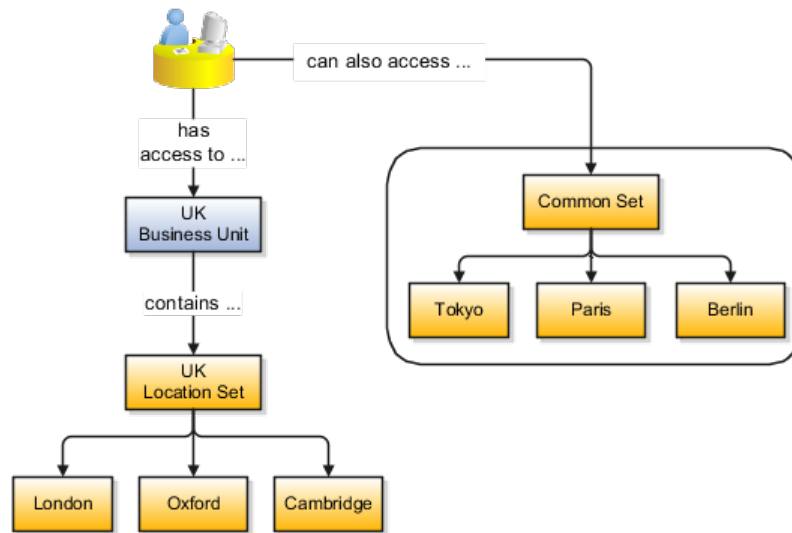 can also access ...
has
access to ...
UK
Business Unit
Common Set
Tokyo
Paris
Berlin
contains ...
UK
Location Set
London
Oxford
Cambridge